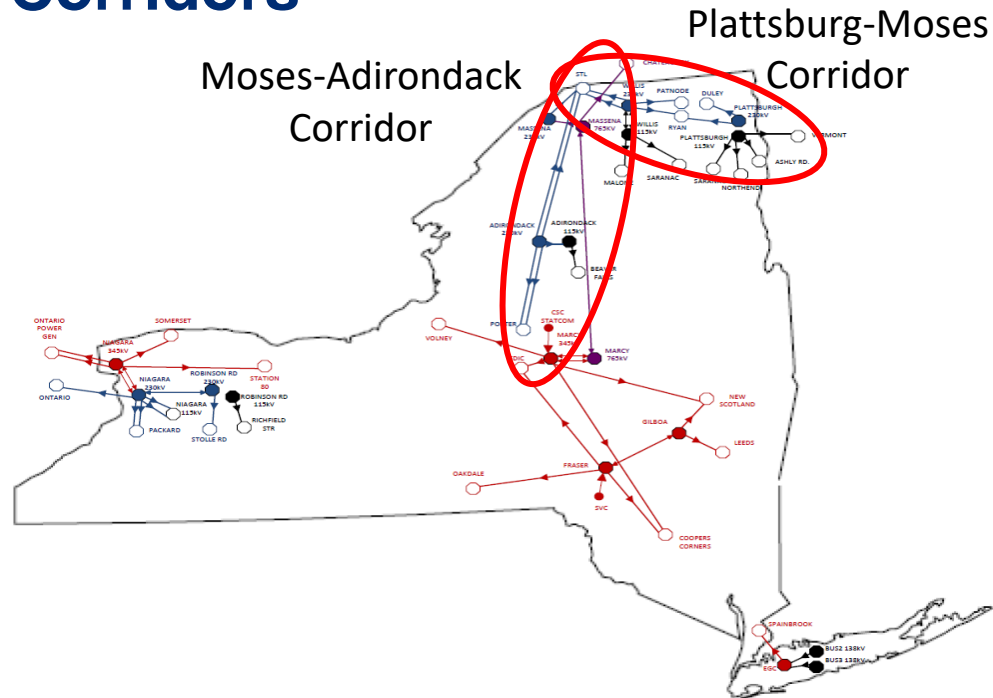 Corridors
Plattsburg-Moses
Corridor
Moses-Adirondack
Corridor
STL
WILLIS
PATNODE
DULEY
PLATTSBURGH
230kV
RYAN
MASSENA
MASSENA
765kV
WILLIS
115kV
PLATTSBURGH
115kV
VERMONT
ASHLY RD.
MALONE
SARANAC
NORTHEND
ADIRONDACK
ADIRONDACK
115kV
BEAVER
CSC
STATCOM
VOLNEY
MARCY
765kV
ONTARIO
POWER
GEN
SOMERSET
NIAGARA
345kV
STATION
80
NIAGARA
230kV
ROBINSON RD
230kV
ROBINSON RD
115kV
ONTARIO
NIAGARA
115kV
RICHFIELD
STR
PACKARD
STOLLE RD
NEW
SCOTLAND
GILBOA
LEEDS
FRASER
OAKDALE
SVC
COOPERS
CORNERS
SPAINBROOK
EGC
BUS2 138kV
BUS3 138kV